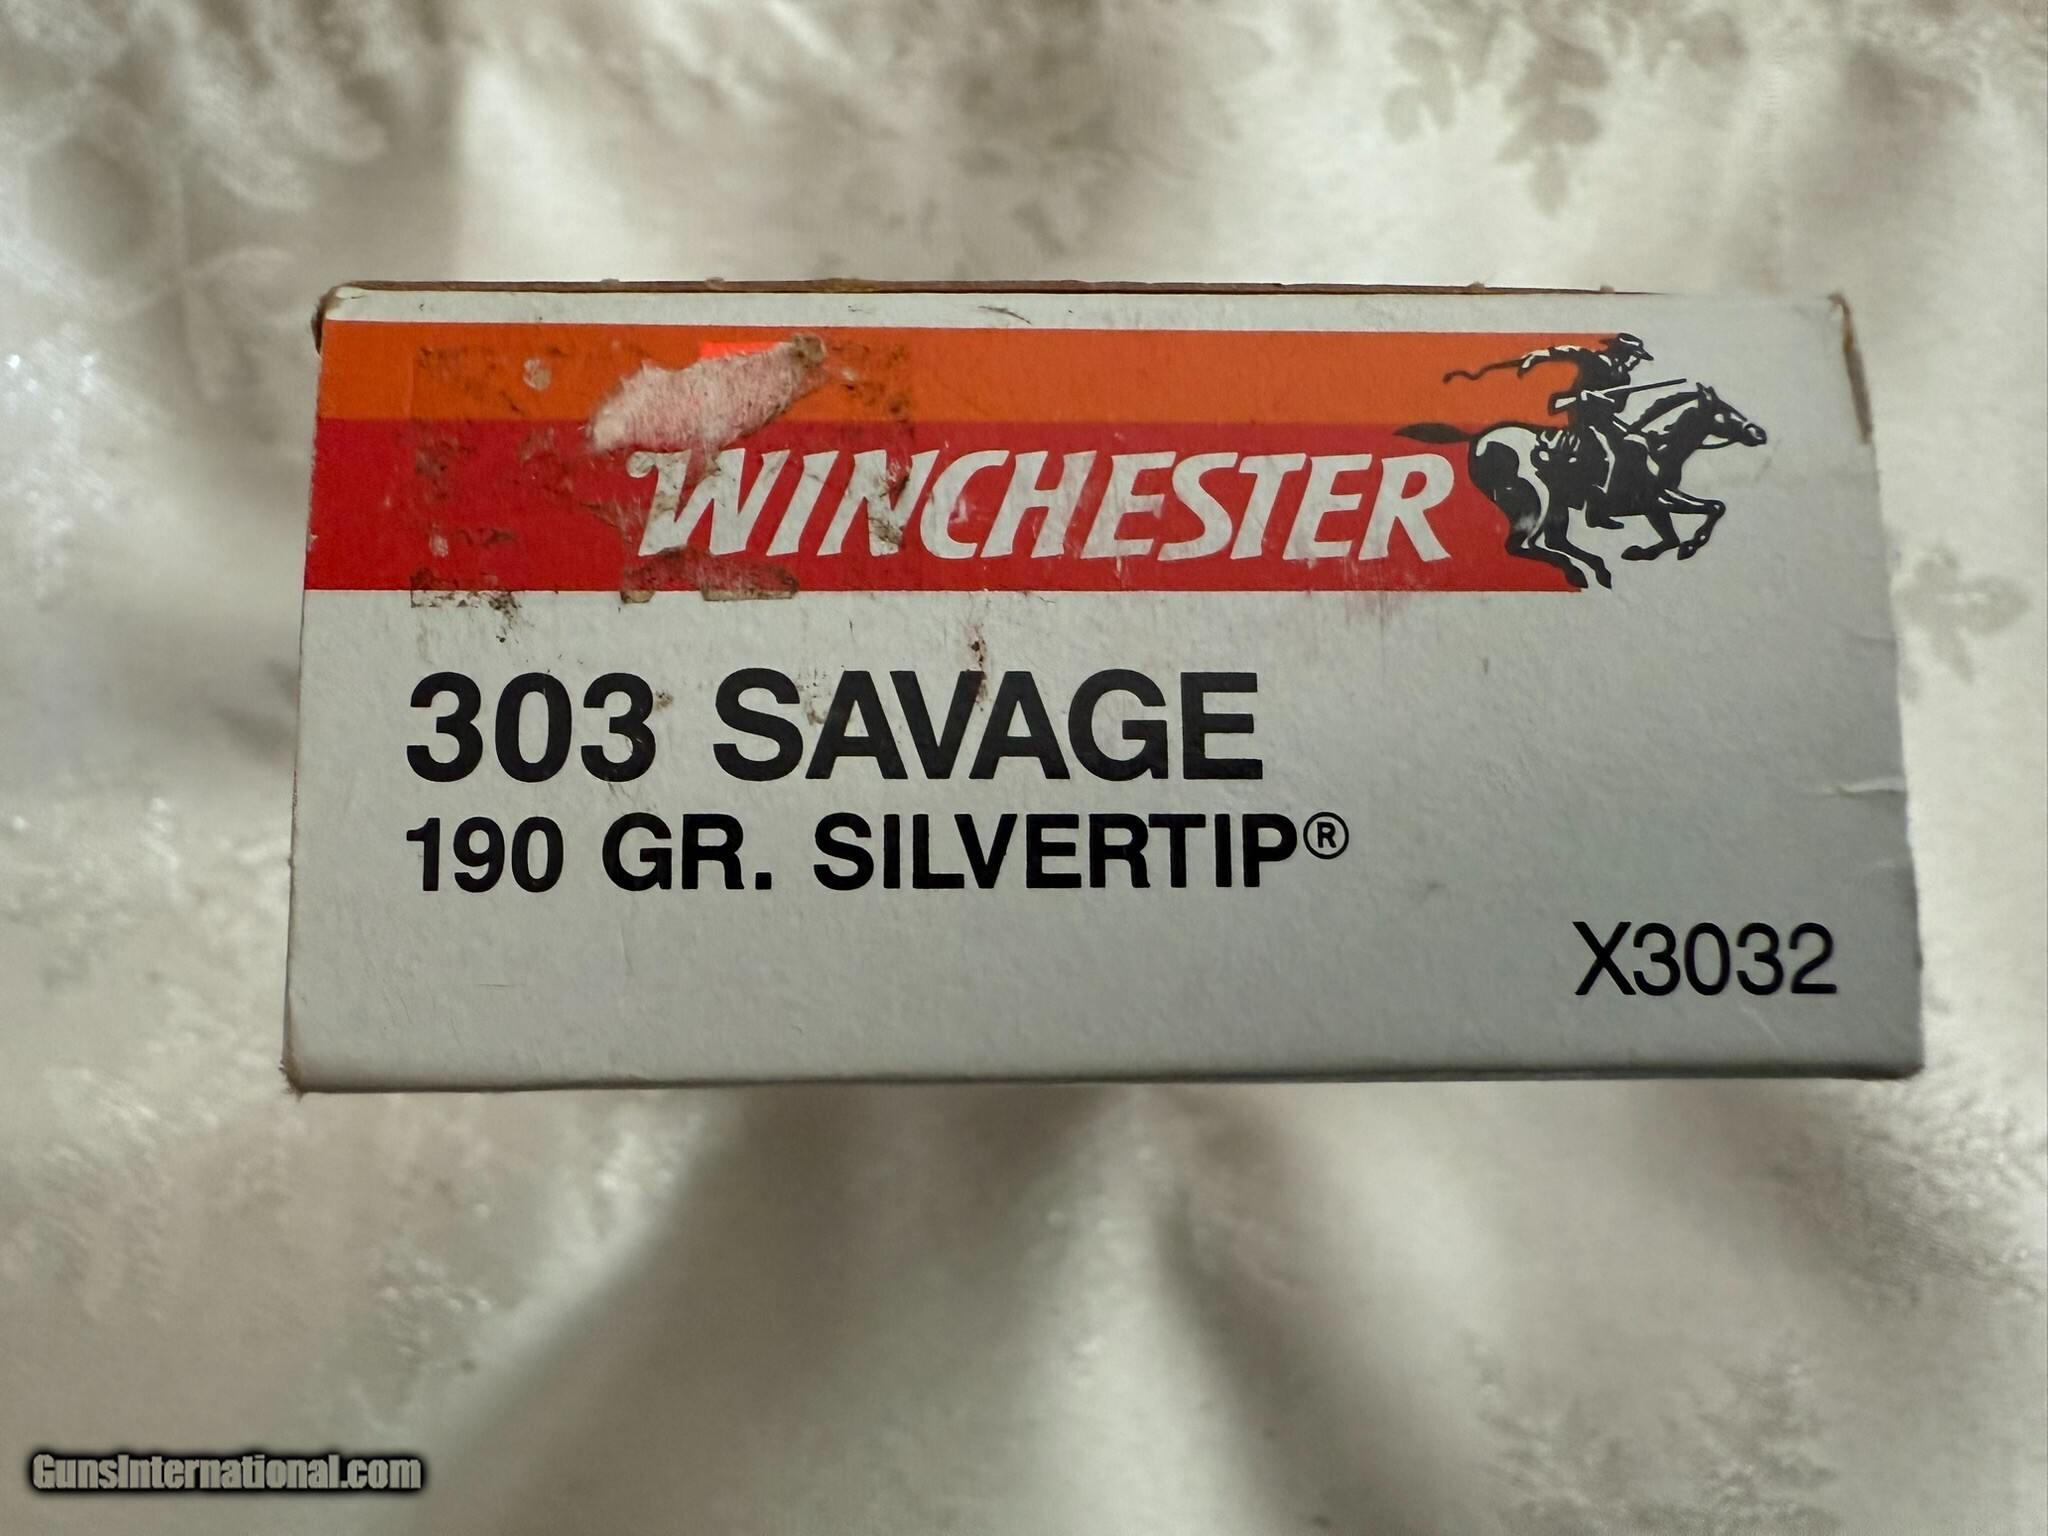 WINCHESTER
303 SAVAGE
190 GR. SILVERTIP®
X3032
GunsInternational.com